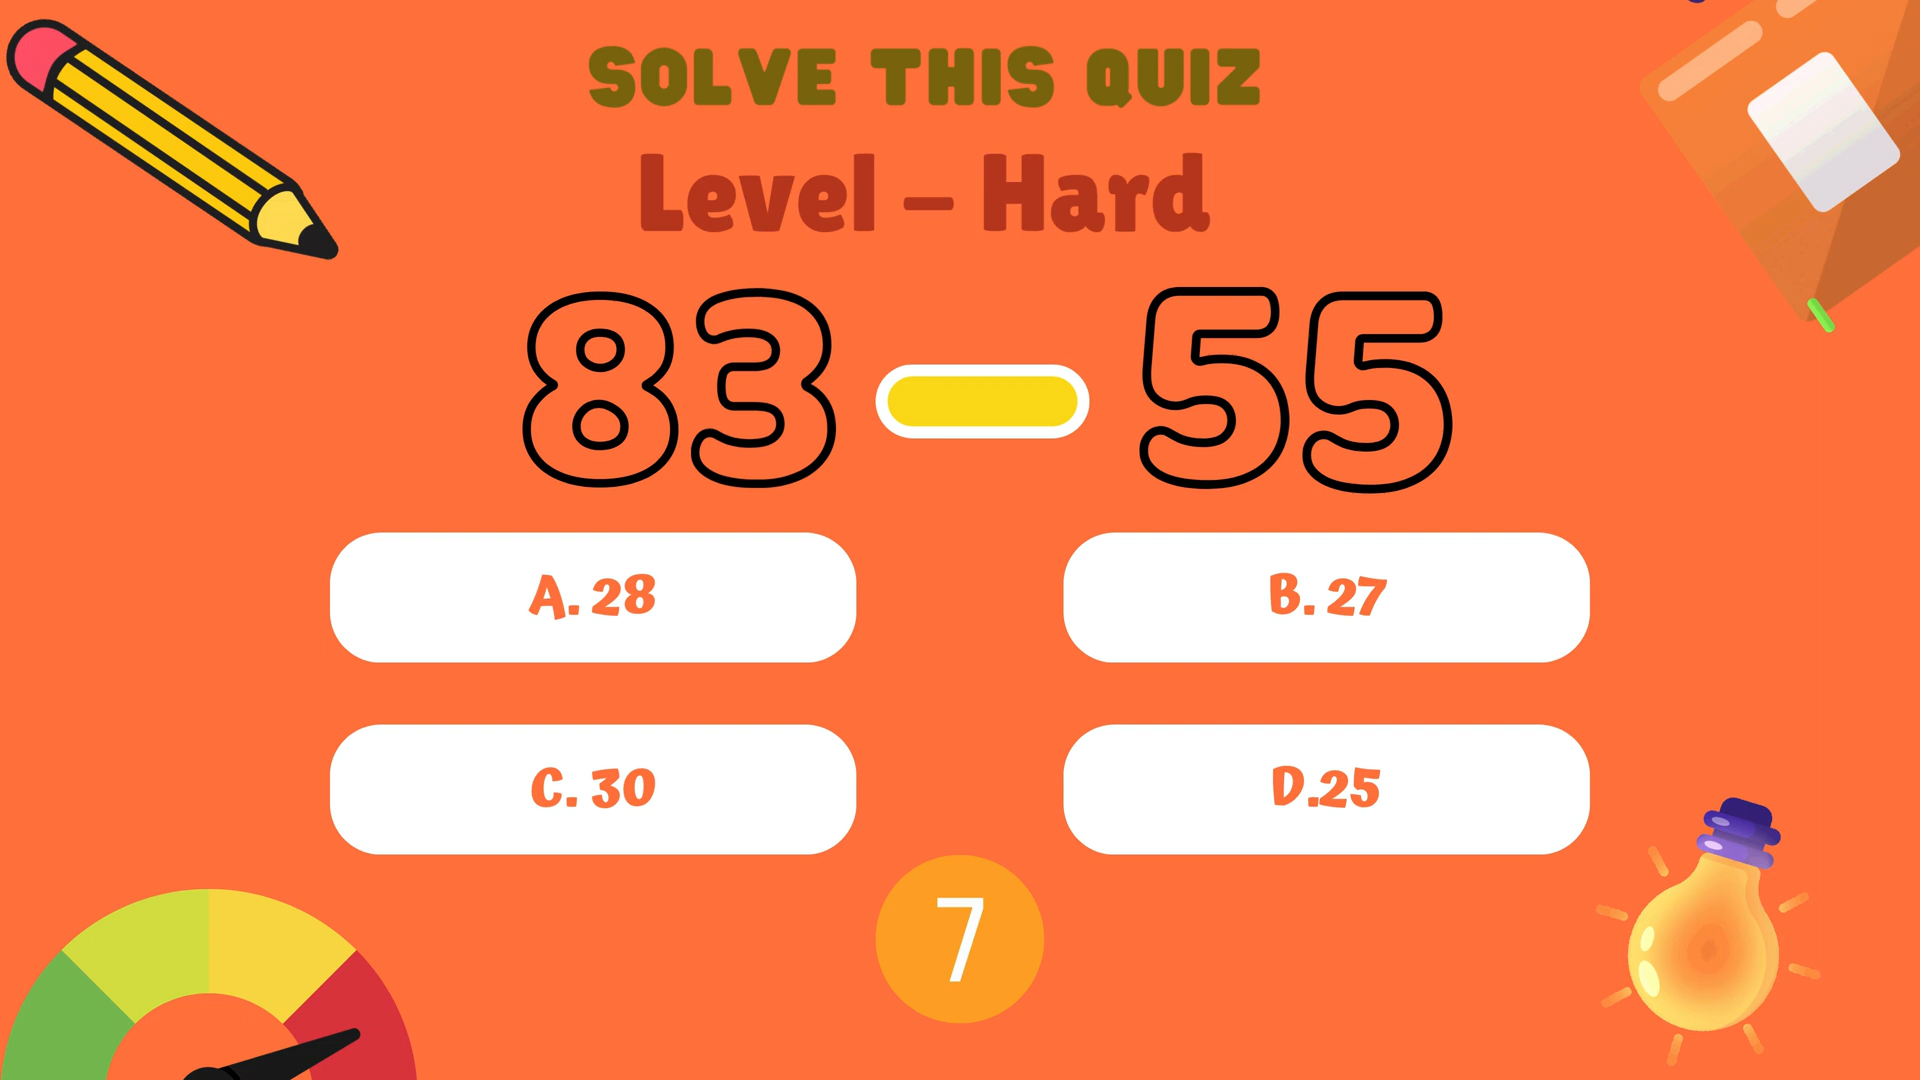 SOLVE THIS QUIZ
Level - Hard
83 - 55
A. 28
B. 27
C. 30
D.25
7